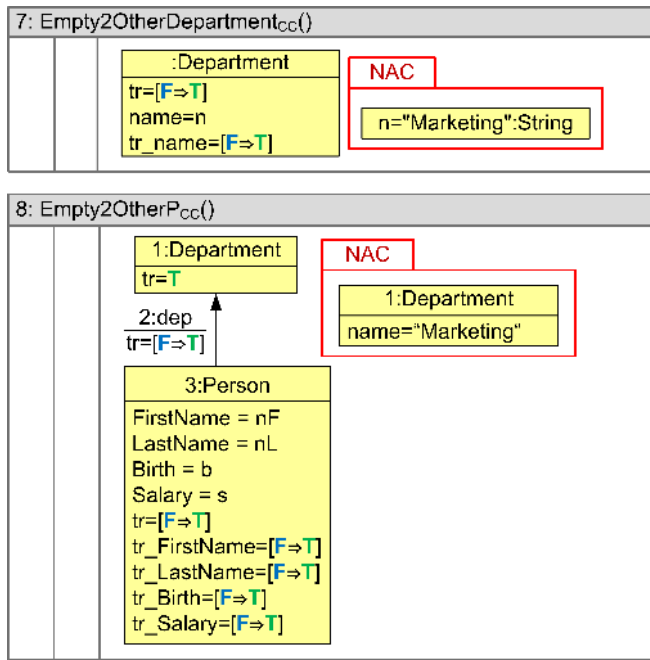 7: Empty2OtherDepartmentCC()
:Department
tr=[F⇒T]
name=n
tr_name=[F⇒T]
NAC
n="Marketing":String
8: Empty2OtherPCC()
1:Department
tr=T
2:dep
tr=[F⇒T]
NAC
1:Department
name="Marketing"
3:Person
FirstName = nF
LastName = nL
Birth = b
Salary = s
tr=[F⇒T]
tr_FirstName=[F⇒T]
tr_LastName=[F⇒T]
tr_Birth=[F⇒T]
tr_Salary=[F⇒T]